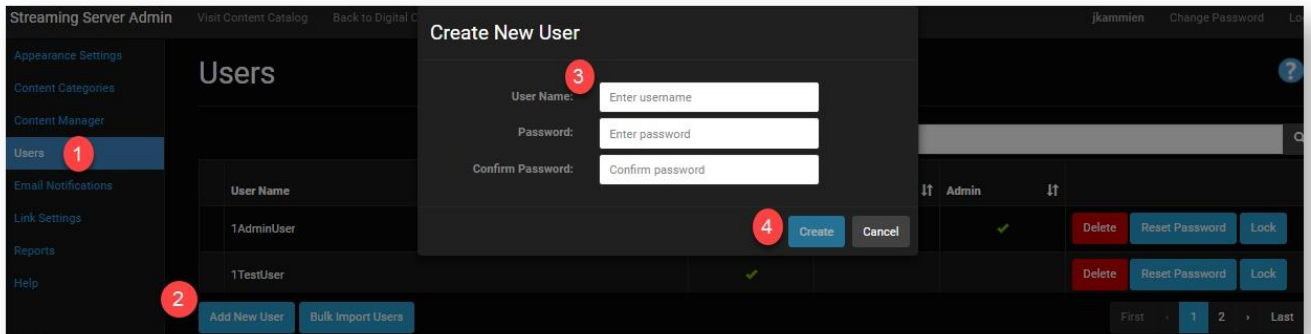 Streaming Server Admin
Visit Content Catalog
Back to Digital C
jkammien
Change Password
Lo
Appearance Settings
Content Categories
Content Manager
Users
1
Email Notifications
Link Settings
Reports
Help
Users
?
Create New User
3
User Name:
Enter username
Password:
Enter password
Confirm Password:
Confirm password
4
Create
Cancel
User Name
Admin
1AdminUser
Delete
Reset Password
Lock
1TestUser
Delete
Reset Password
Lock
2
Add New User
Bulk Import Users
First
‹
1
2
›
Last